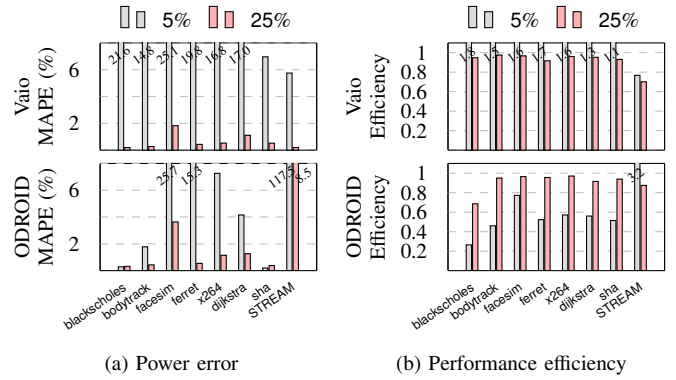 5% 25%
5% 25%
Vaio
MAPE (%)
6
2
21.6 14.8 25.1 19.8 16.8 17.0
Vaio
Efficiency
1
0.8
0.6
0.4
0.2
1.8 1.5 1.6 1.7 1.6 1.3 1.1
ODROID
MAPE (%)
6
2
25.7 15.3 117.5 8.5
ODROID
Efficiency
1
0.8
0.6
0.4
0.2
3.2
blackscholes
bodytrack
facesim
ferret
x264
dijkstra
sha
STREAM
blackscholes
bodytrack
facesim
ferret
x264
dijkstra
sha
STREAM
(a) Power error
(b) Performance efficiency